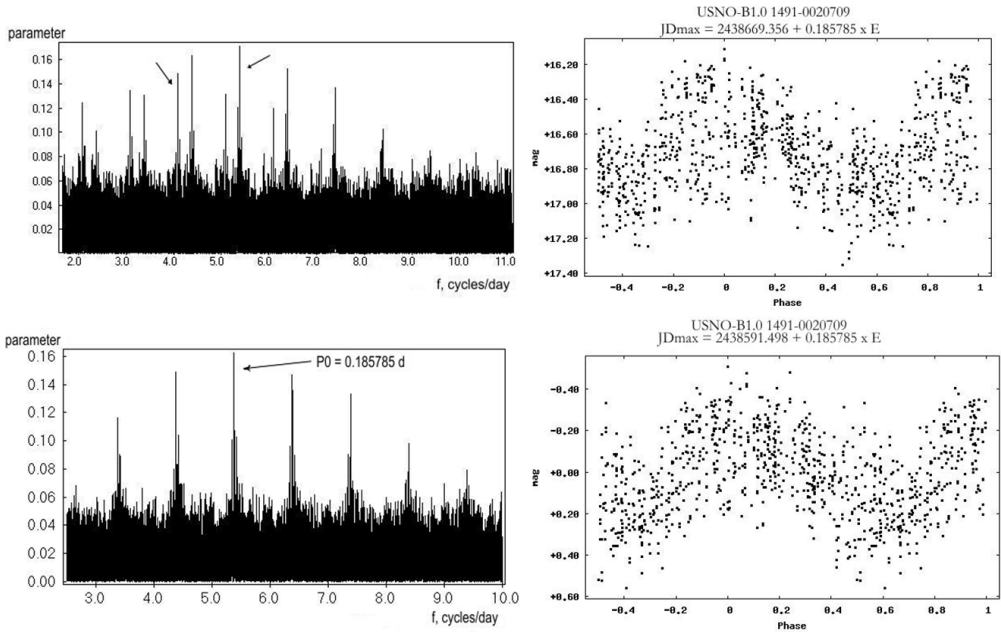 parameter
0.16
0.14
0.12
0.10
0.08
0.06
0.04
0.02
2.0 3.0 4.0 5.0 6.0 7.0 8.0 9.0 10.0 11.0
f, cycles/day
USNO-B1.0 1491-0020709
JDmax = 2438669.356 + 0.185785 x E
+16.20
+16.40
+16.60
+16.80
+17.00
+17.20
+17.40
mag
-0.4 -0.2 0 0.2 0.4 0.6 0.8 1
Phase
parameter
0.16
0.14
0.12
0.10
0.08
0.06
0.04
0.02
0.00
P0 = 0.185785 d
3.0 4.0 5.0 6.0 7.0 8.0 9.0 10.0
f, cycles/day
USNO-B1.0 1491-0020709
JDmax = 2438591.498 + 0.185785 x E
-0.40
-0.20
+0.00
+0.20
+0.40
+0.60
mag
-0.4 -0.2 0 0.2 0.4 0.6 0.8 1
Phase